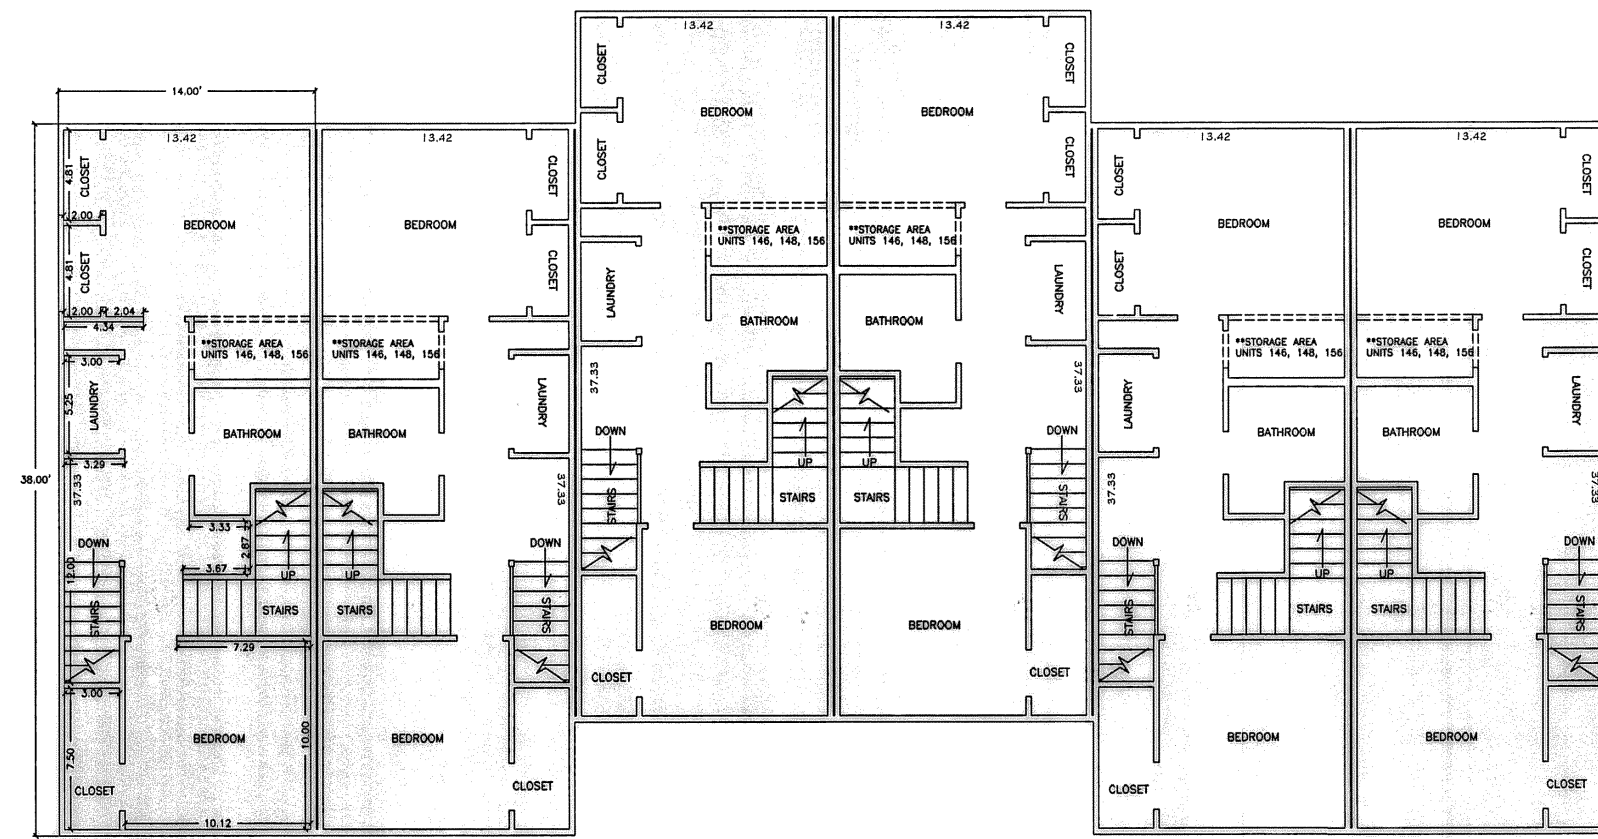 13.42
13.42
14.00'
13.42
13.42
13.42
13.42
CLOSET
CLOSET
BEDROOM
BEDROOM
CLOSET
CLOSET
4.81
CLOSET
2.00
BEDROOM
BEDROOM
CLOSET
CLOSET
CLOSET
BEDROOM
BEDROOM
CLOSET
CLOSET
4.81
CLOSET
2.00
2.04
4.34
**STORAGE AREA
UNITS 146, 148, 156
**STORAGE AREA
UNITS 146, 148, 156
LAUNDRY
BATHROOM
BATHROOM
LAUNDRY
**STORAGE AREA
UNITS 146, 148, 156
**STORAGE AREA
UNITS 146, 148, 156
**STORAGE AREA
UNITS 146, 148, 156
**STORAGE AREA
UNITS 146, 148, 156
3.00
5.25
LAUNDRY
LAUNDRY
37.33
37.33
LAUNDRY
LAUNDRY
BATHROOM
BATHROOM
DOWN
DOWN
BATHROOM
BATHROOM
3.29
UP
UP
38.00'
37.33
37.33
STAIRS
STAIRS
STAIRS
STAIRS
37.33
37.33
3.33
2.87
DOWN
DOWN
DOWN
DOWN
12.00
3.67
UP
UP
UP
UP
STAIRS
STAIRS
STAIRS
STAIRS
STAIRS
STAIRS
STAIRS
STAIRS
BEDROOM
BEDROOM
7.29
3.00
CLOSET
CLOSET
7.50
BEDROOM
10.00
BEDROOM
BEDROOM
BEDROOM
CLOSET
CLOSET
CLOSET
CLOSET
10.12